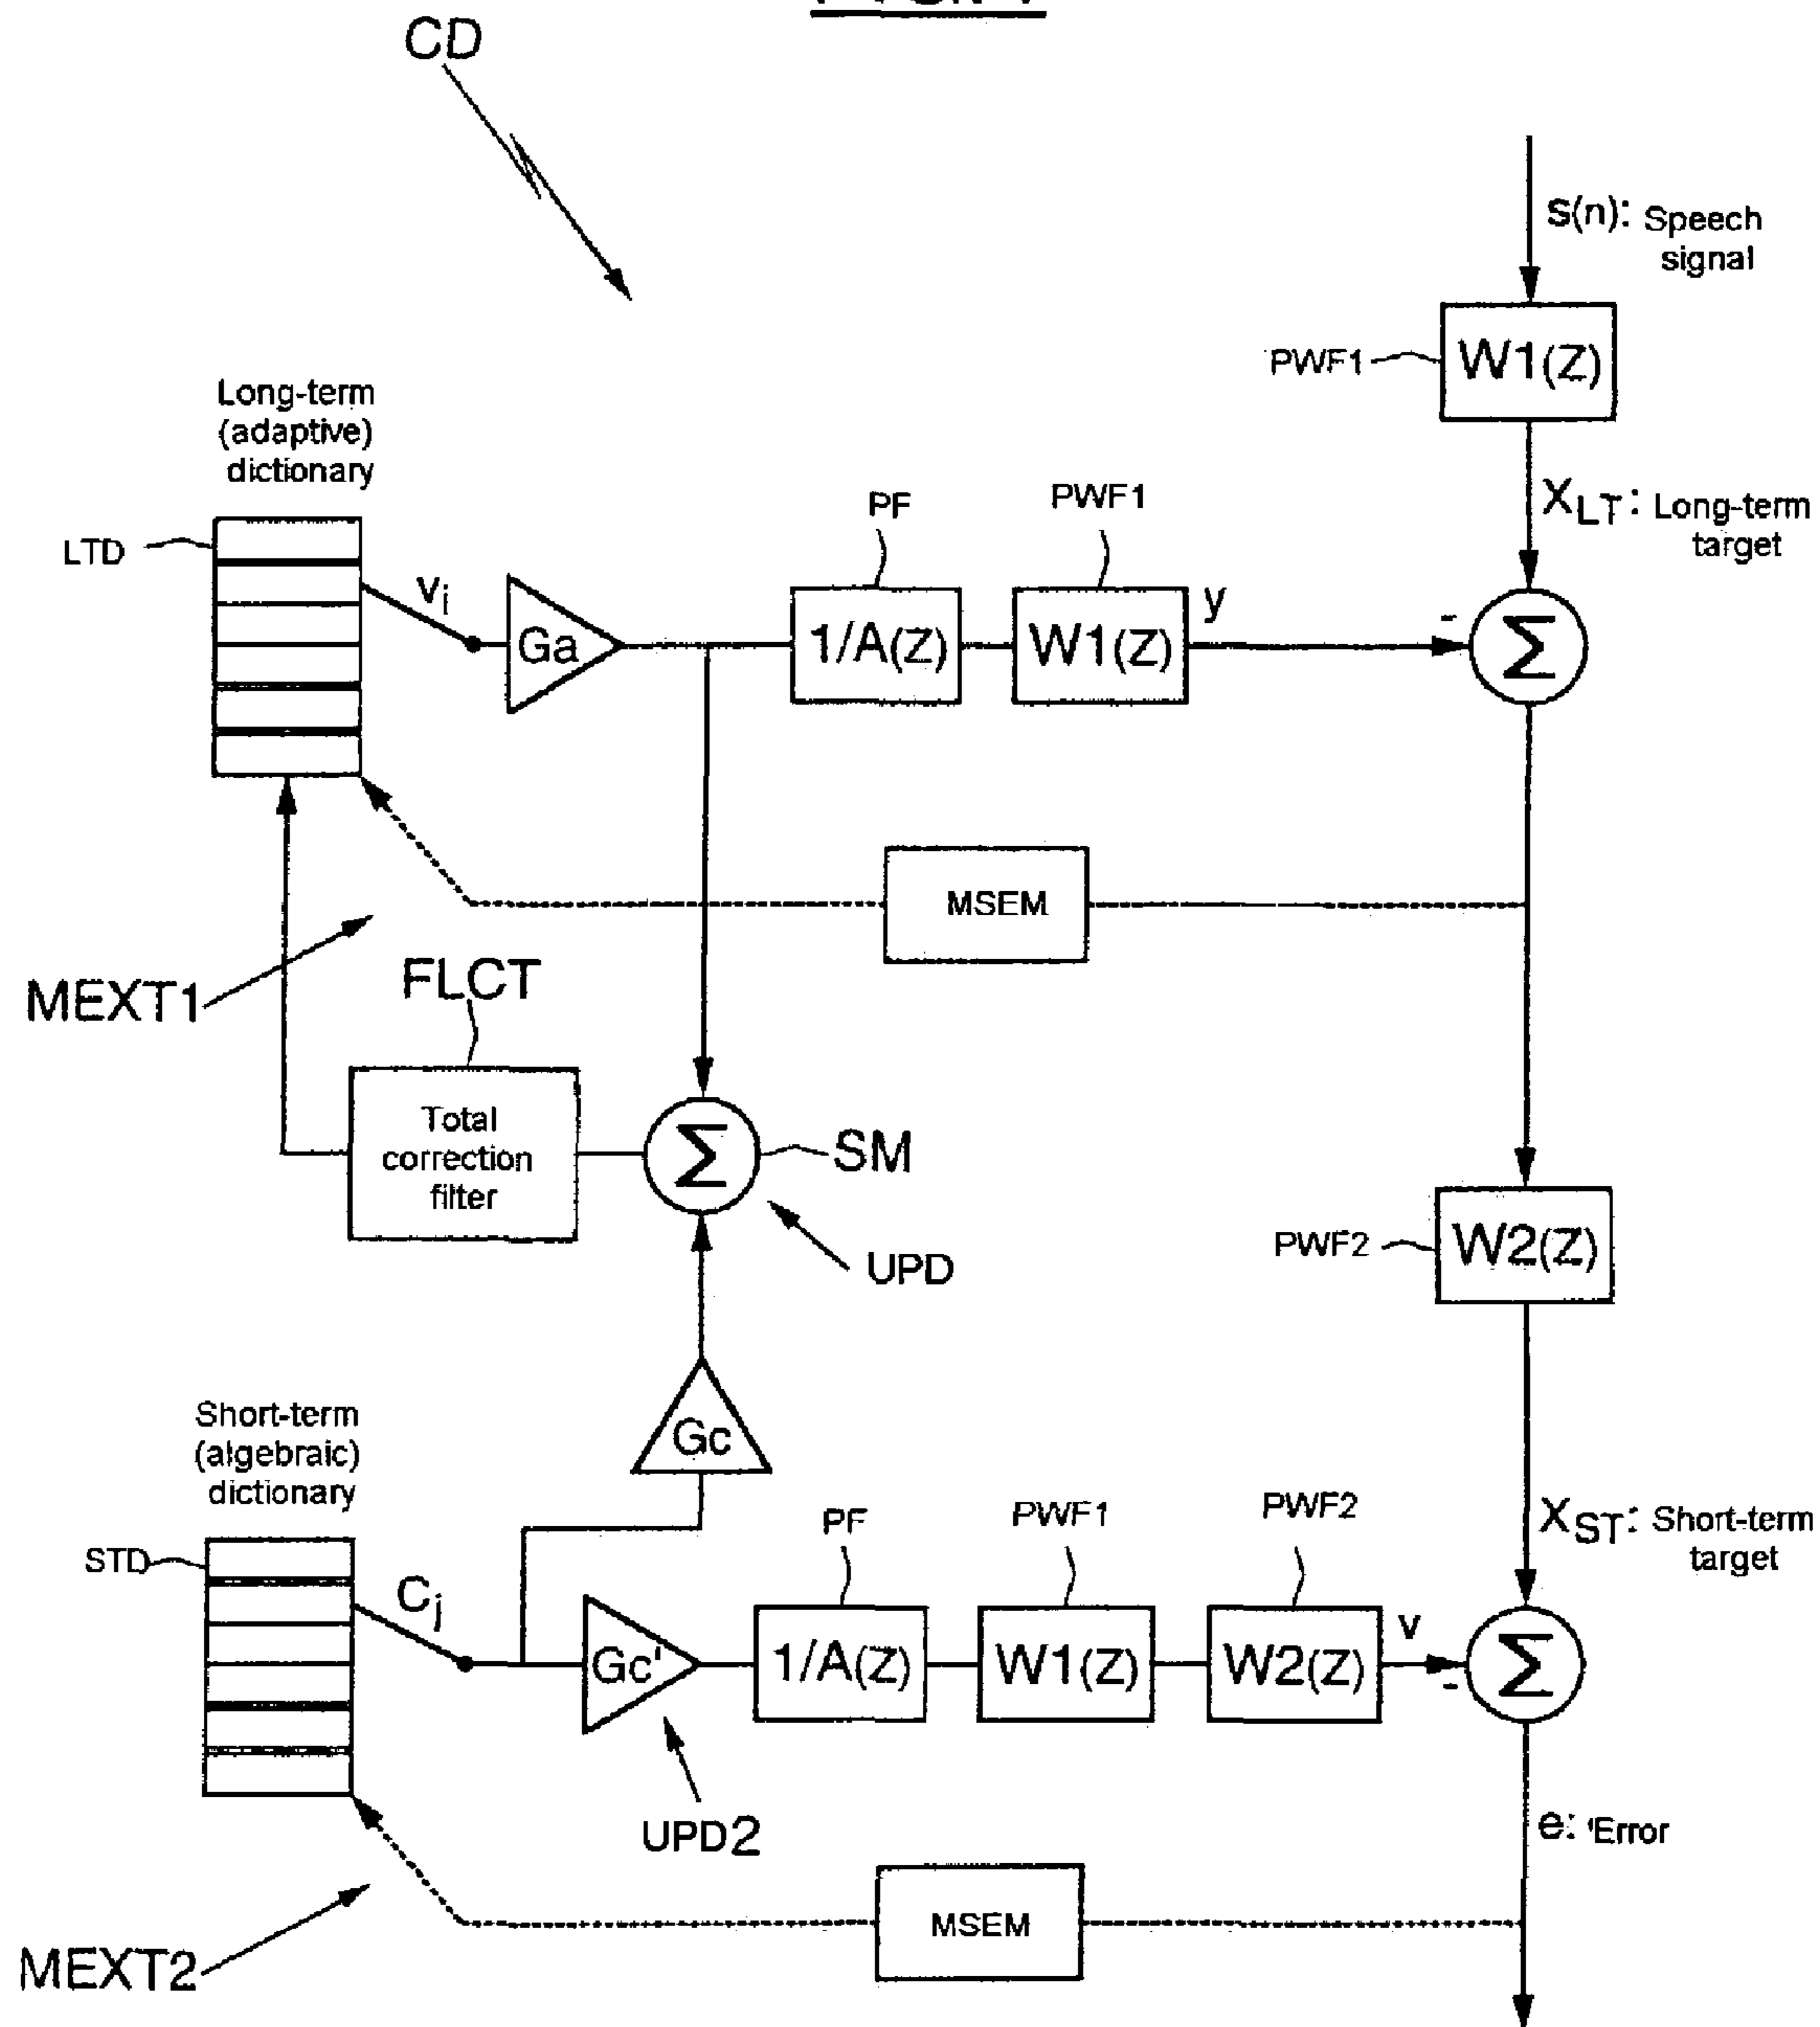 CD
s(n): Speech
signal
PWF1
W1(Z)
Long-term
(adaptive)
dictionary
XLT: Long-term
target
LTD
vi
Ga
PF
1/A(Z)
PWF1
W1(Z)
y
-
Σ
MSEM
MEXT1
FLCT
Total
correction
filter
Σ
SM
UPD
PWF2
W2(Z)
Gc
Short-term
(algebraic)
dictionary
XST: Short-term
target
STD
Cj
Gc'
PF
1/A(Z)
PWF1
W1(Z)
PWF2
W2(Z)
v
-
Σ
UPD2
e: 'Error
MSEM
MEXT2